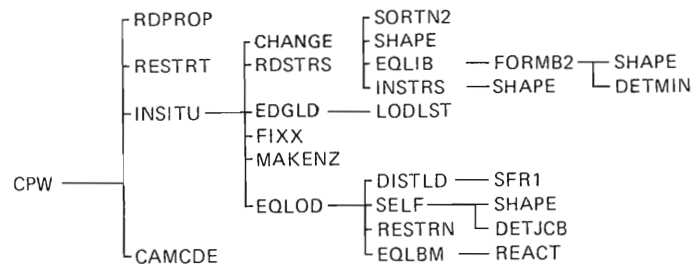 SORTN2
RDPROP
CHANGE SHAPE
RESTRT RDSTRS EQLIB FORMB2 SHAPE
INSTRS SHAPE DETMIN
INSITU EDGLD LODLST
FIXX
MAKENZ
CPW DISTLD SFR1
EQLOD SELF SHAPE
RESTRN DETJCB
CAMCDE EQLBM REACT